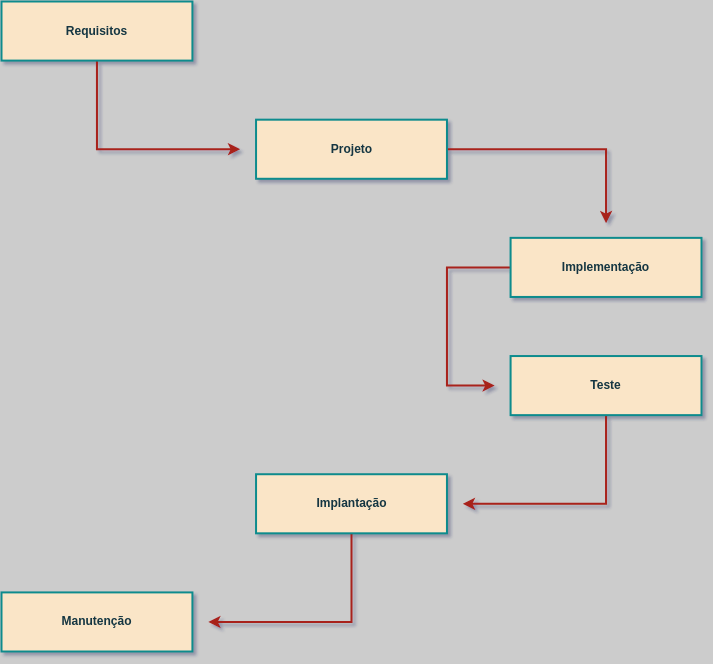 Requisitos
Projeto
Implementação
Teste
Implantação
Manutenção